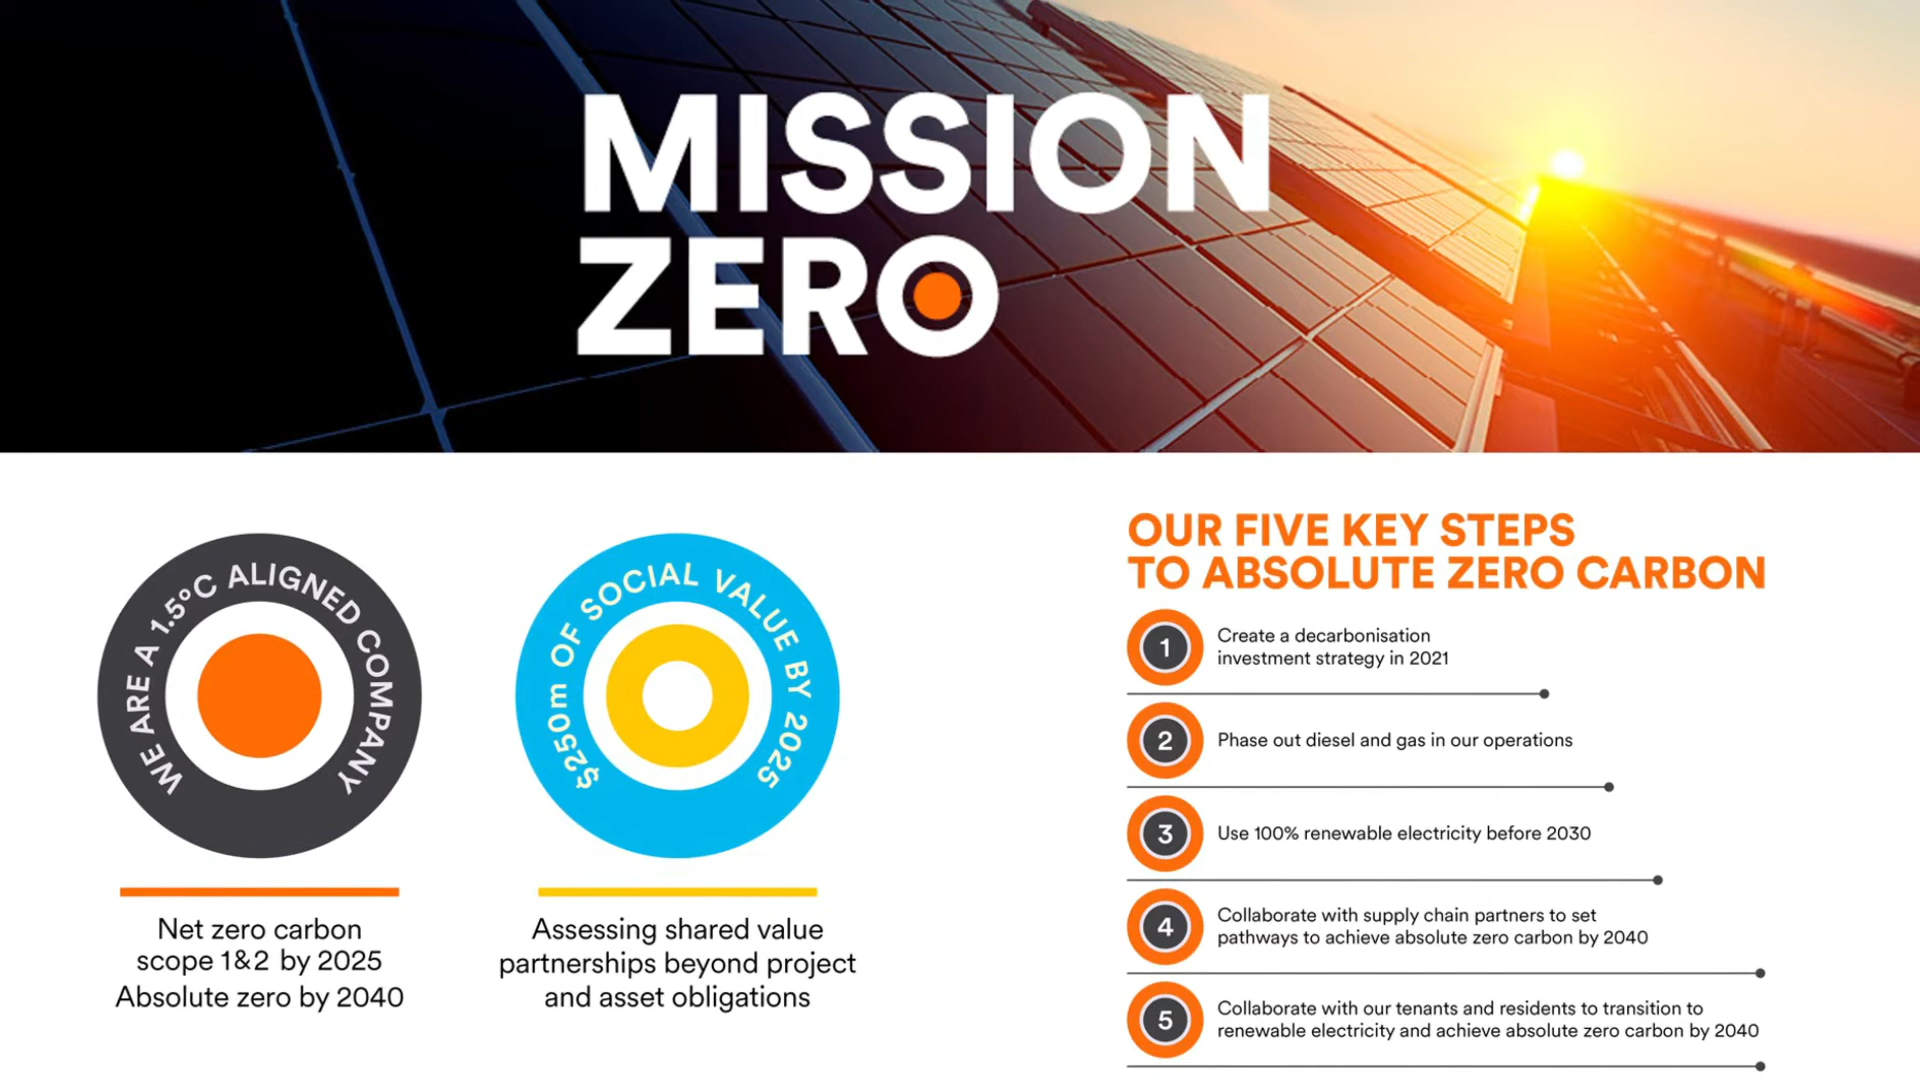 MISSION
ZERO
WE ARE A 1.5°C ALIGNED COMPANY
Net zero carbon
scope 1&2 by 2025
Absolute zero by 2040
$250m OF SOCIAL VALUE BY 2025
Assessing shared value
partnerships beyond project
and asset obligations
OUR FIVE KEY STEPS
TO ABSOLUTE ZERO CARBON
1
Create a decarbonisation
investment strategy in 2021
2
Phase out diesel and gas in our operations
3
Use 100% renewable electricity before 2030
4
Collaborate with supply chain partners to set
pathways to achieve absolute zero carbon by 2040
5
Collaborate with our tenants and residents to transition to
renewable electricity and achieve absolute zero carbon by 2040